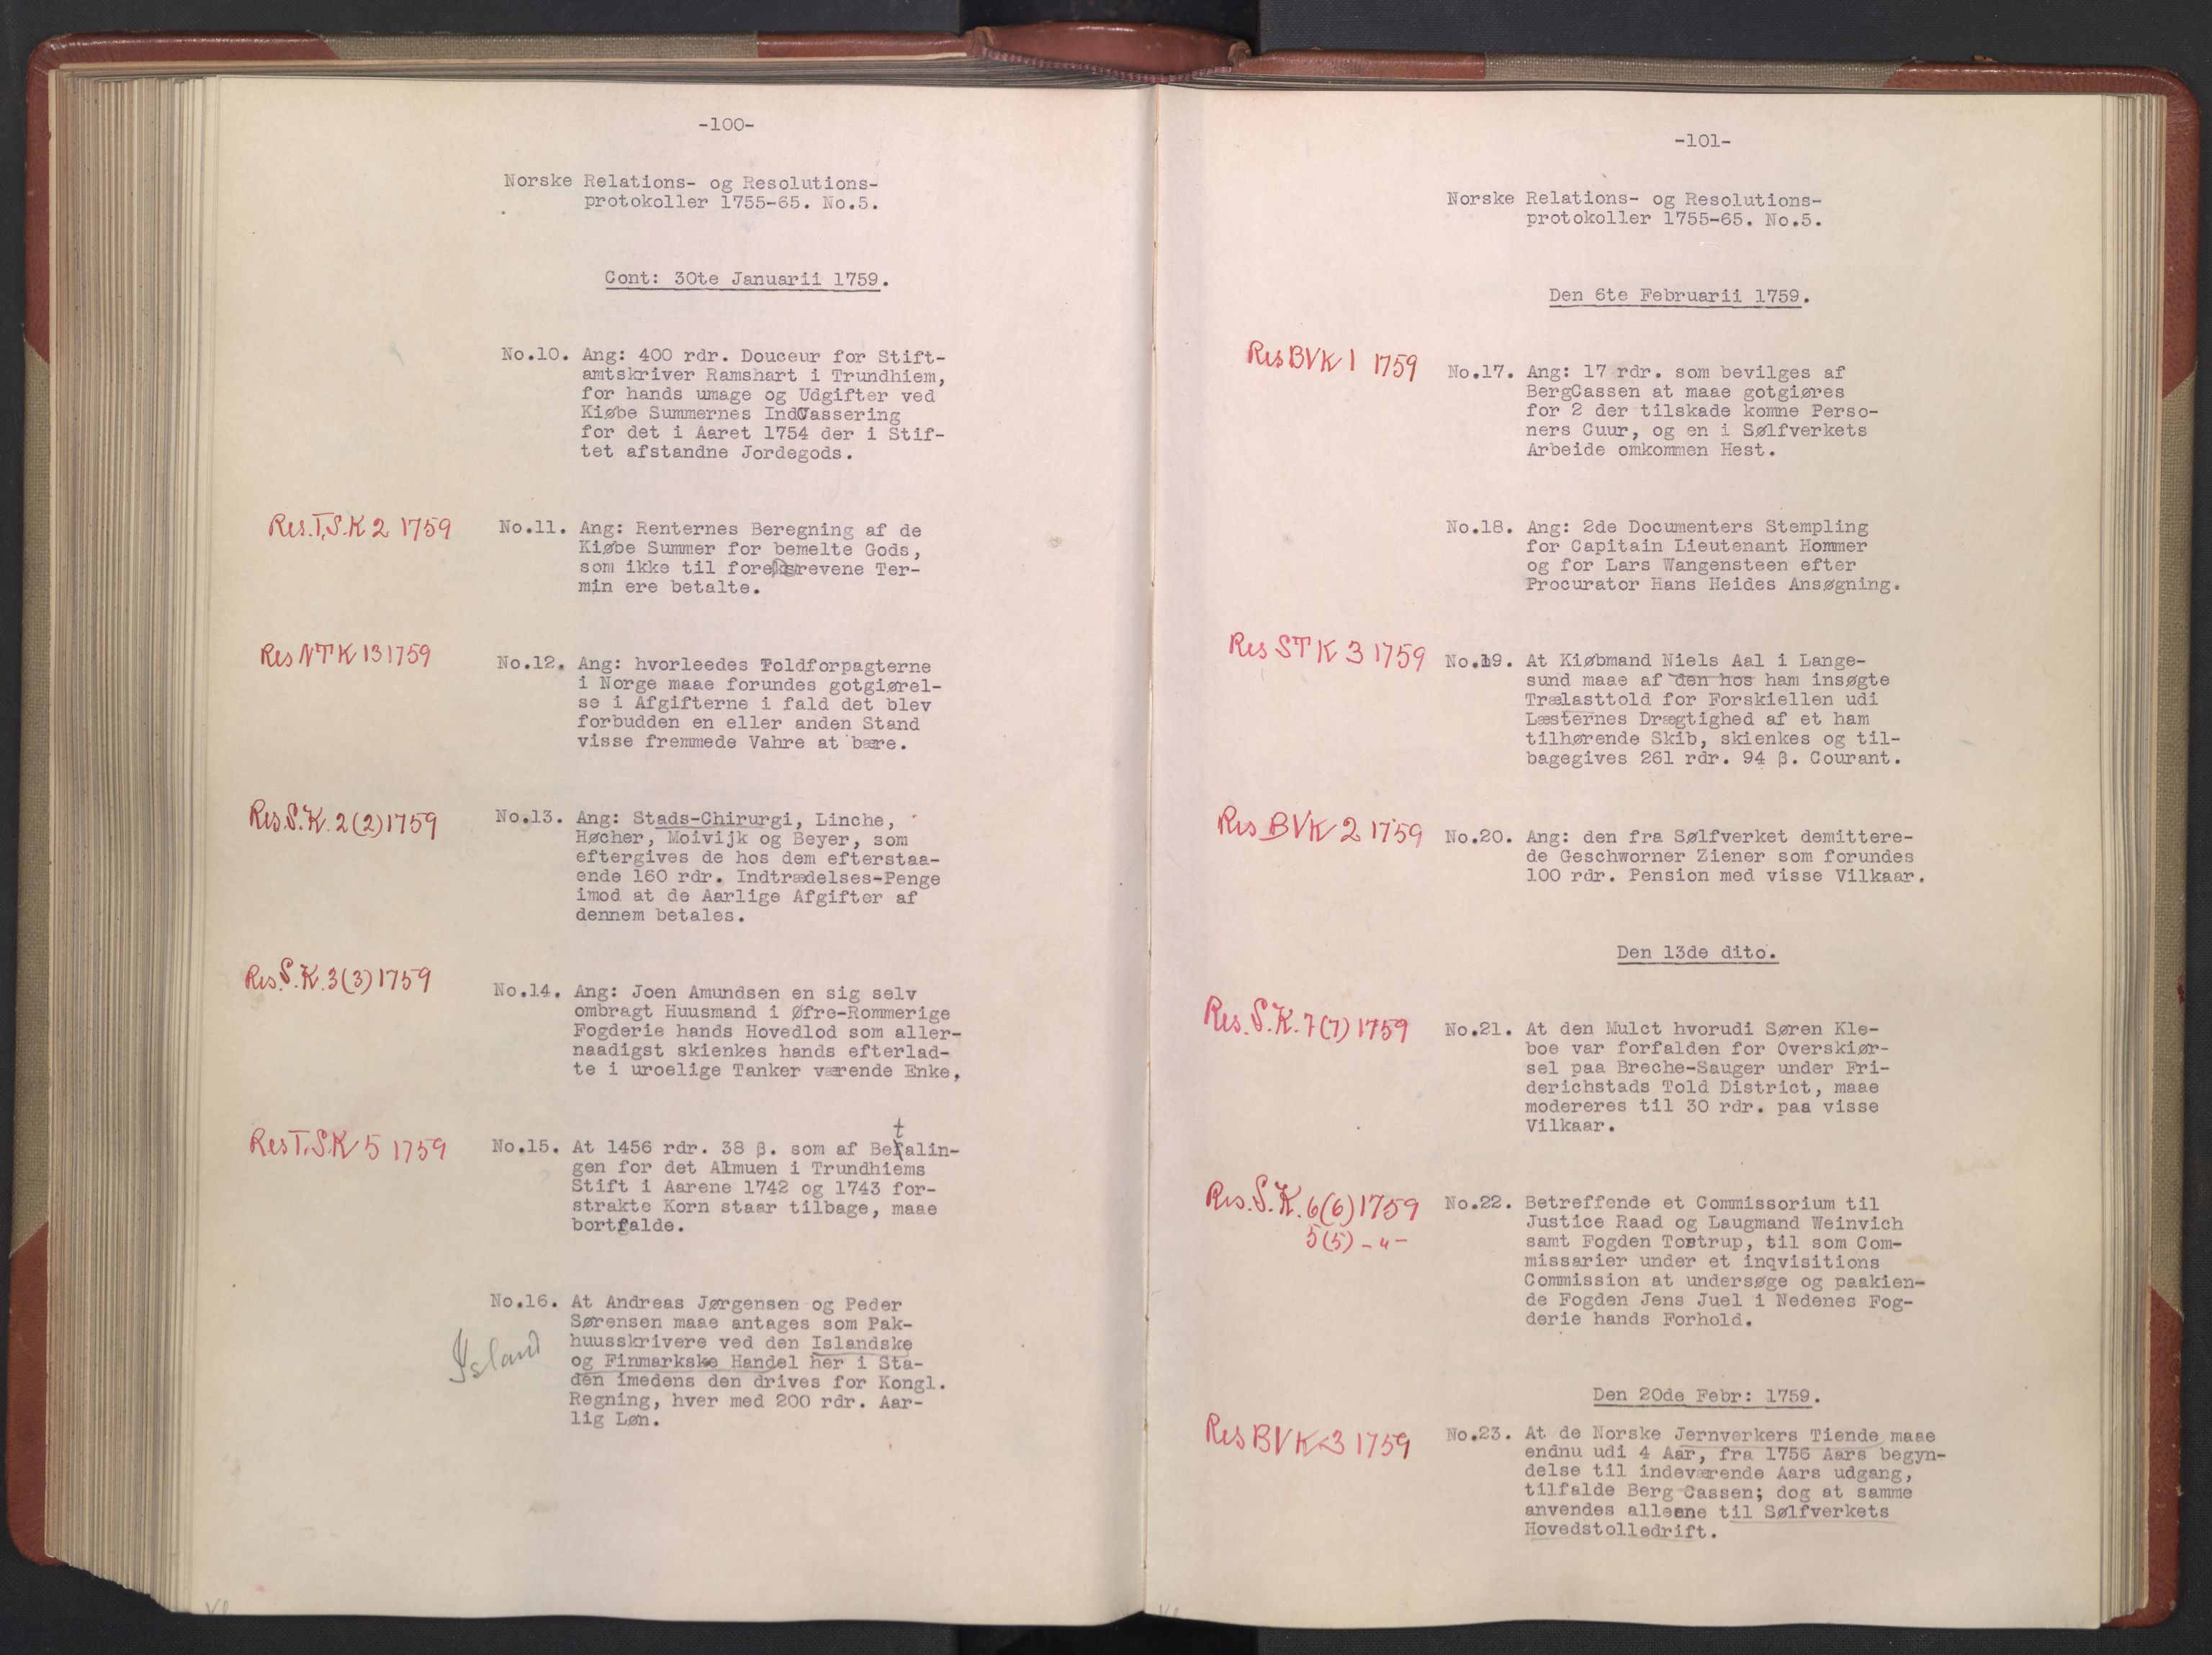 -100-
Norske Relations- og Resolutions-
protokoller 1755-65. No.5.
Cont: 30te Januarii 1759.
No.10. Ang: 400 rdr. Douceur for Stift-
amtskriver Ramshart i Trundhiem,
for hands umage og Udgifter ved
Kiøbe Summernes IndCassering
for det i Aaret 1754 der i Stif-
tet afstandne Jordegods.
Res.T.S.K 2 1759 No.11. Ang: Renternes Beregning af de
Kiøbe Summer for bemelte Gods,
som ikke til foreskrevene Ter-
min ere betalte.
Res NTK 13 1759 No.12. Ang: hvorleedes Toldforpagterne
i Norge maae forundes gotgiørel-
se i Afgifterne i fald det blev
forbudden en eller anden Stand
visse fremmede Vahre at bære.
Res.S.K. 2(2) 1759 No.13. Ang: Stads-Chirurgi, Linche,
Høcher, Moivijk og Beyer, som
eftergives de hos dem efterstaa-
ende 160 rdr. Indtrædelses-Penge
imod at de Aarlige Afgifter af
dennem betales.
Res.S.K. 3(3) 1759 No.14. Ang: Joen Amundsen en sig selv
ombragt Huusmand i Øfre-Rommerige
Fogderie hands Hovedlod som aller-
naadigst skienkes hands efterlad-
te i uroelige Tanker værende Enke.
Res T.S.K 5 1759 No.15. At 1456 rdr. 38 β. som af Betalin-
gen for det Almuen i Trundhiems
Stift i Aarene 1742 og 1743 for-
strakte Korn staar tilbage, maae
bortfalde.
No.16. At Andreas Jørgensen og Peder
Sørensen maae antages som Pak-
huusskrivere ved den Islandske
Island og Finmarkske Handel her i Sta-
den imedens den drives for Kongl.
Regning, hver med 200 rdr. Aar-
lig Løn.
-101-
Norske Relations- og Resolutions-
protokoller 1755-65. No.5.
Den 6te Februarii 1759.
Res BVK 1 1759 No.17. Ang: 17 rdr. som bevilges af
BergCassen at maae gotgiøres
for 2 der tilskade komne Perso-
ners Cuur, og en i Sølfverkets
Arbeide omkommen Hest.
No.18. Ang: 2de Documenters Stempling
for Capitain Lieutenant Hommer
og for Lars Wangensteen efter
Procurator Hans Heides Ansøgning.
Res STK 3 1759 No.19. At Kiøbmand Niels Aal i Lange-
sund maae af den hos ham insøgte
Trælasttold for Forskiellen udi
Læsternes Drægtighed af et ham
tilhørende Skib, skienkes og til-
bagegives 261 rdr. 94 β. Courant.
Res BVK 2 1759 No.20. Ang: den fra Sølfverket demittere-
de Geschworner Ziener som forundes
100 rdr. Pension med visse Vilkaar.
Den 13de dito.
Res.S.K. 7(7) 1759 No.21. At den Mulct hvorudi Søren Kle-
boe var forfalden for Overskiør-
sel paa Breche-Sauger under Fri-
derichstads Told District, maae
modereres til 30 rdr. paa visse
Vilkaar.
Res.S.K. 6(6) 1759 No.22. Betreffende et Commissorium til
Justice Raad og Laugmand Weinvich
5(5) -"- samt Fogden Tostrup, til som Com-
missarier under et inqvisitions
Commission at undersøge og paakien-
de Fogden Jens Juel i Nedenes Fog-
derie hands Forhold.
Den 20de Febr: 1759.
Res BVK 3 1759 No.23. At de Norske Jernverkers Tiende maae
endnu udi 4 Aar, fra 1756 Aars begyn-
delse til indeværende Aars udgang,
tilfalde Berg Cassen; dog at samme
anvendes alleene til Sølfverkets
Hovedstolledrift.